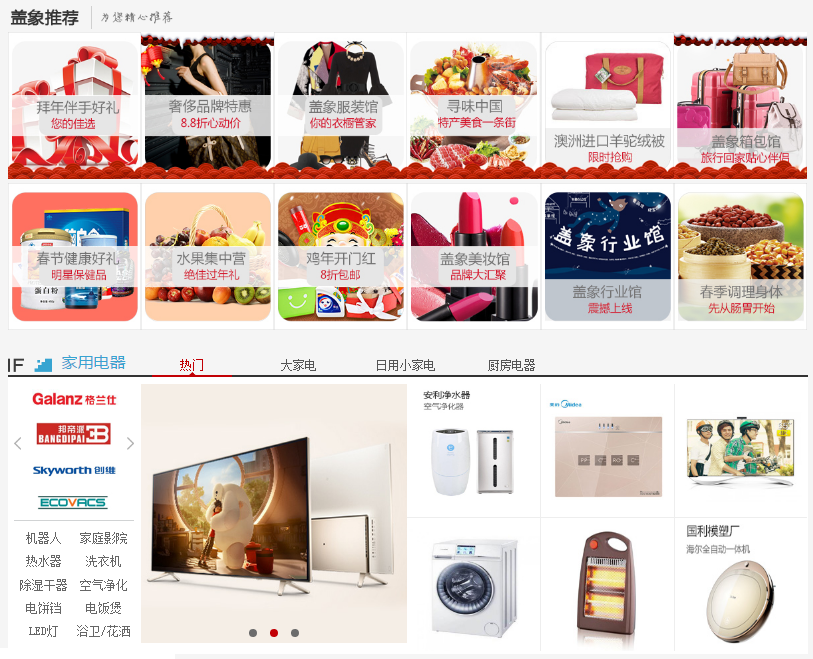 盖象推荐 为您精心推荐
拜年伴手好礼
您的佳选
奢侈品牌特惠
8.8折心动价
盖象服装馆
你的衣橱管家
寻味中国
特产美食一条街
澳洲进口羊驼绒被
限时抢购
盖象箱包馆
旅行回家贴心伴侣
春节健康好礼
明星保健品
蛋白粉
水果集中营
绝佳过年礼
鸡年开门红
8折包邮
盖象美妆馆
品牌大汇聚
盖象行业馆
盖象行业馆
震撼上线
春季调理身体
先从肠胃开始
IF 家用电器 热门 大家电 日用小家电 厨房电器
Galanz 格兰仕
邦帝派
BANGDIPAI
Skyworth 创维
ECOVACS
机器人 家庭影院
热水器 洗衣机
除湿干器 空气净化
电饼铛 电饭煲
LED灯 浴卫/花洒
安利净水器
空气净化器
美的 Midea
国利模塑厂
海尔全自动一体机